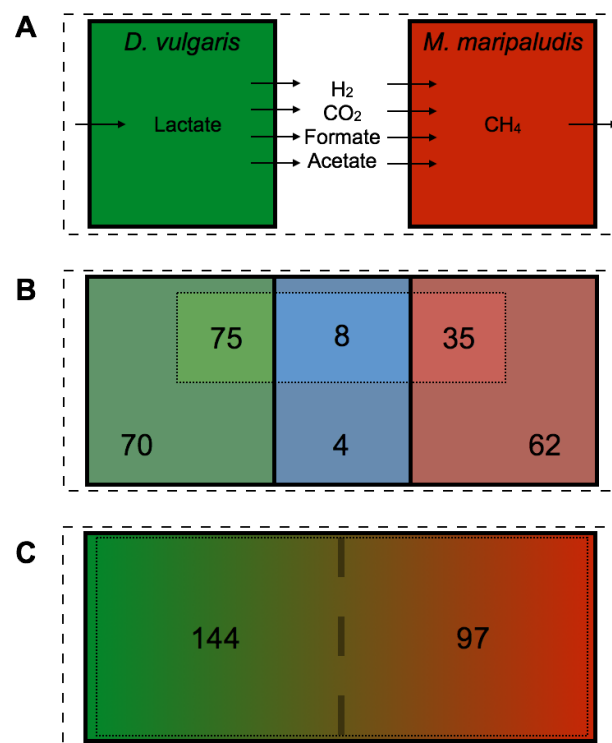 A
D. vulgaris
M. maripaludis
H₂
CO₂
Lactate
Formate
CH₄
Acetate
B
75
8
35
70
4
62
C
144
97